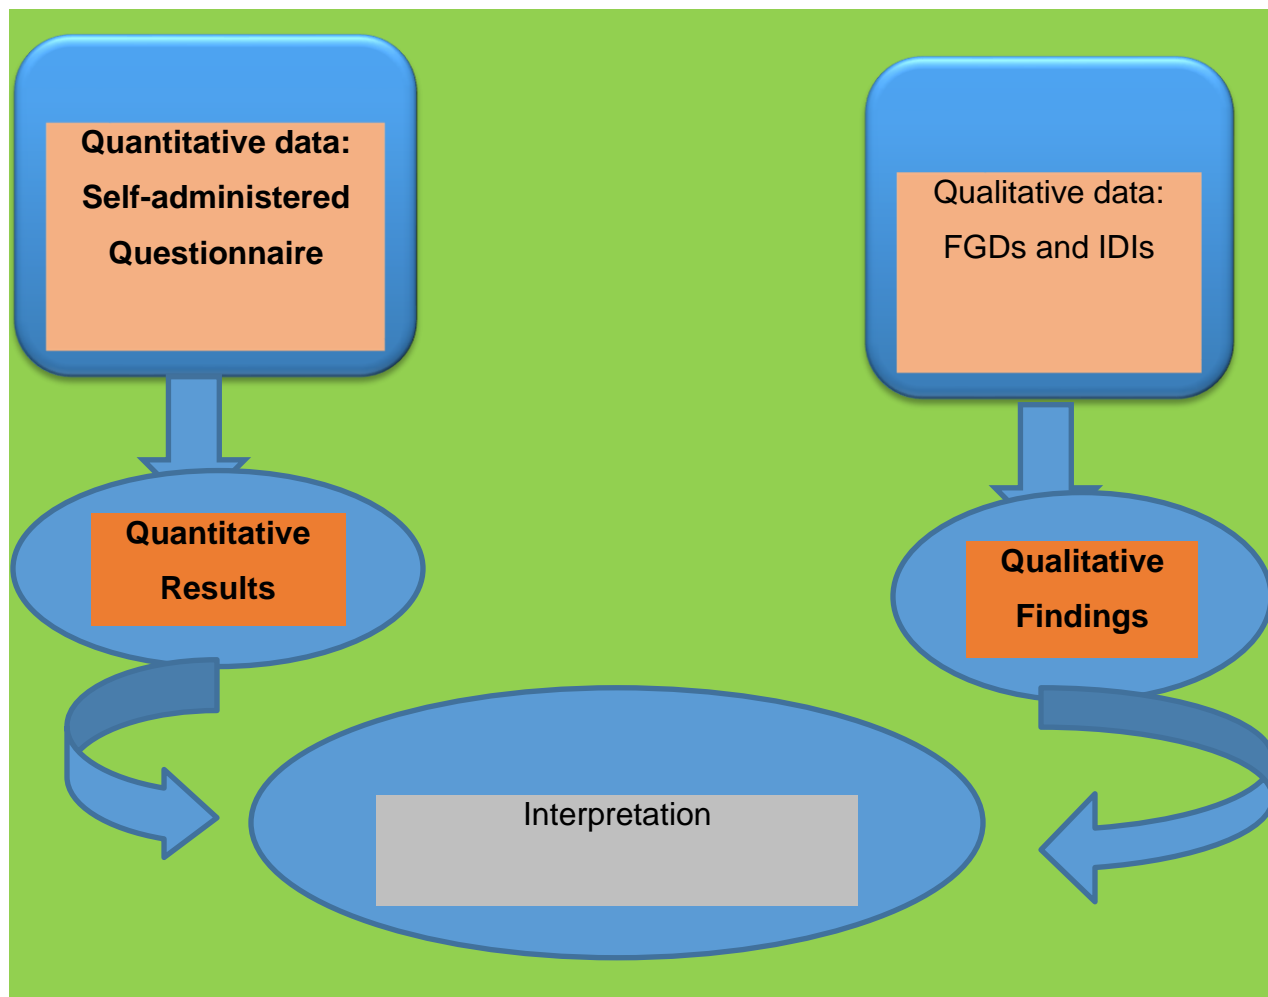 Quantitative data:
Self-administered
Questionnaire
Qualitative data:
FGDs and IDIs
Quantitative
Results
Qualitative
Findings
Interpretation